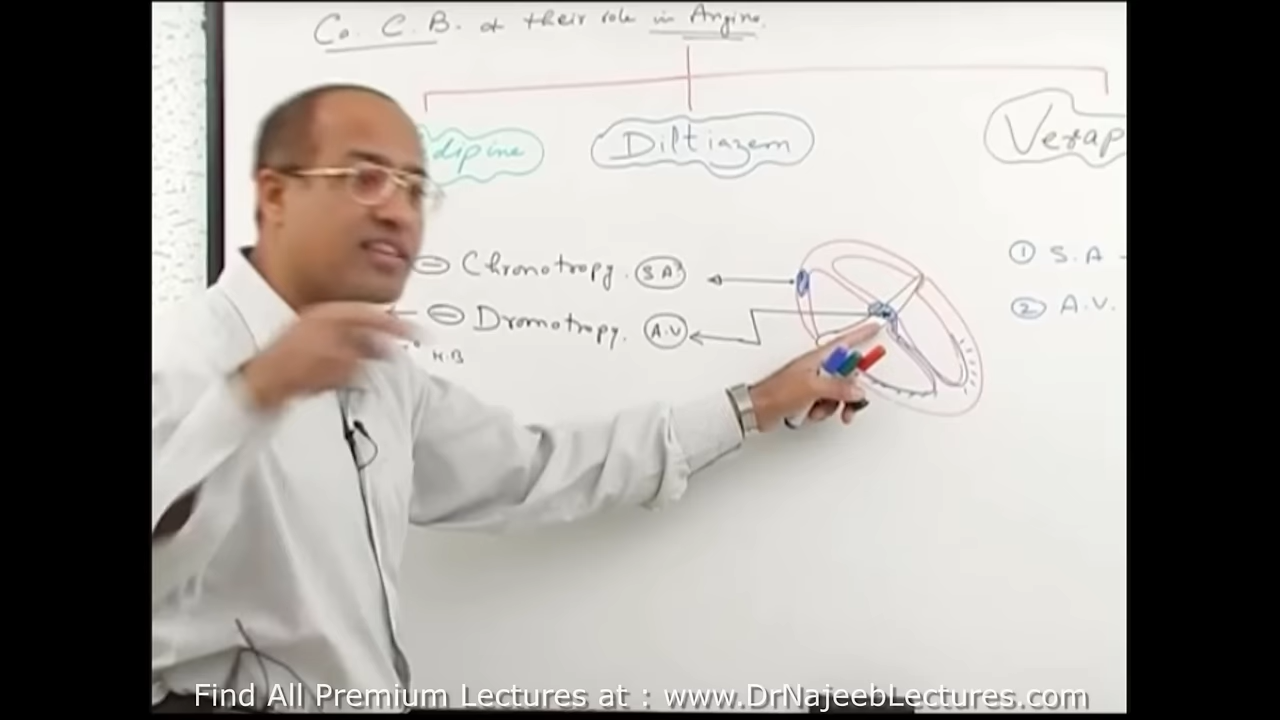 Ca. C. B. & their role in Angina.
dipine
Diltiazem
Verap
⊖ Chronotropy. S A
① S. A -
⊖ Dromotropy. A.V
② A.V.
H.B
Find All Premium Lectures at : www.DrNajeebLectures.com